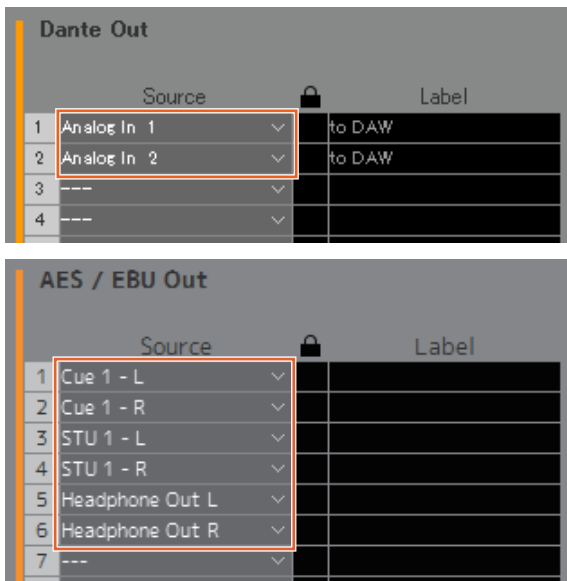 Dante Out
Source Label
1 Analog In 1 to DAW
2 Analog In 2 to DAW
3 ---
4 ---
AES / EBU Out
Source Label
1 Cue 1 - L
2 Cue 1 - R
3 STU 1 - L
4 STU 1 - R
5 Headphone Out L
6 Headphone Out R
7 ---